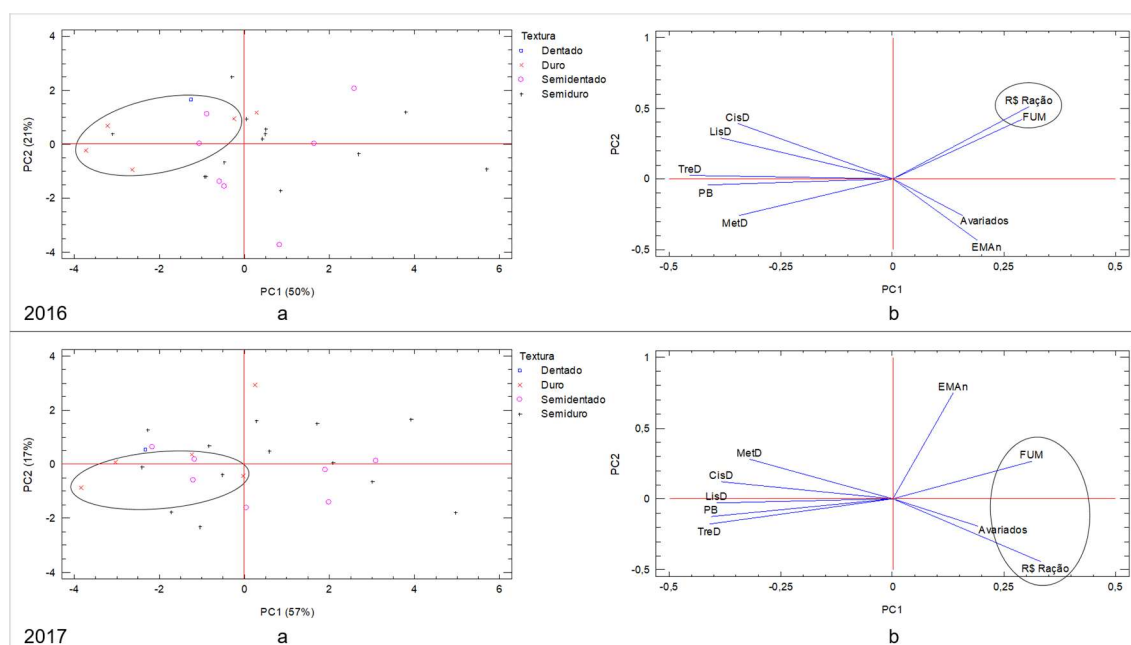 Textura
Dentado
Duro
Semidentado
Semiduro
4
2
0
-2
-4
PC2 (21%)
-4
-2
0
2
4
6
PC1 (50%)
2016
a
1
0,5
0
-0,5
PC2
R$ Ração
FUM
CisD
LisD
TreD
PB
MetD
Avariados
EMAn
-0,5
-0,25
0
0,25
0,5
PC1
b
Textura
Dentado
Duro
Semidentado
Semiduro
4
2
0
-2
-4
PC2 (17%)
-4
-2
0
2
4
6
PC1 (57%)
2017
a
1
0,5
0
-0,5
PC2
EMAn
MetD
FUM
CisD
LisD
PB
TreD
Avariados
R$ Ração
-0,5
-0,25
0
0,25
0,5
PC1
b